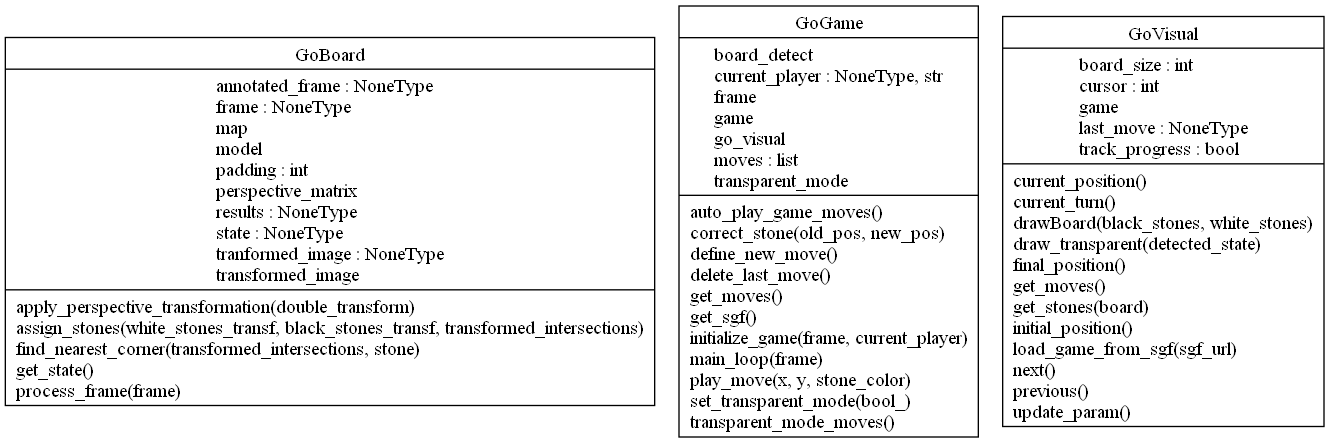 GoBoard
annotated_frame : NoneType
frame : NoneType
map
model
padding : int
perspective_matrix
results : NoneType
state : NoneType
tranformed_image : NoneType
transformed_image
apply_perspective_transformation(double_transform)
assign_stones(white_stones_transf, black_stones_transf, transformed_intersections)
find_nearest_corner(transformed_intersections, stone)
get_state()
process_frame(frame)
GoGame
board_detect
current_player : NoneType, str
frame
game
go_visual
moves : list
transparent_mode
auto_play_game_moves()
correct_stone(old_pos, new_pos)
define_new_move()
delete_last_move()
get_moves()
get_sgf()
initialize_game(frame, current_player)
main_loop(frame)
play_move(x, y, stone_color)
set_transparent_mode(bool_)
transparent_mode_moves()
GoVisual
board_size : int
cursor : int
game
last_move : NoneType
track_progress : bool
current_position()
current_turn()
drawBoard(black_stones, white_stones)
draw_transparent(detected_state)
final_position()
get_moves()
get_stones(board)
initial_position()
load_game_from_sgf(sgf_url)
next()
previous()
update_param()